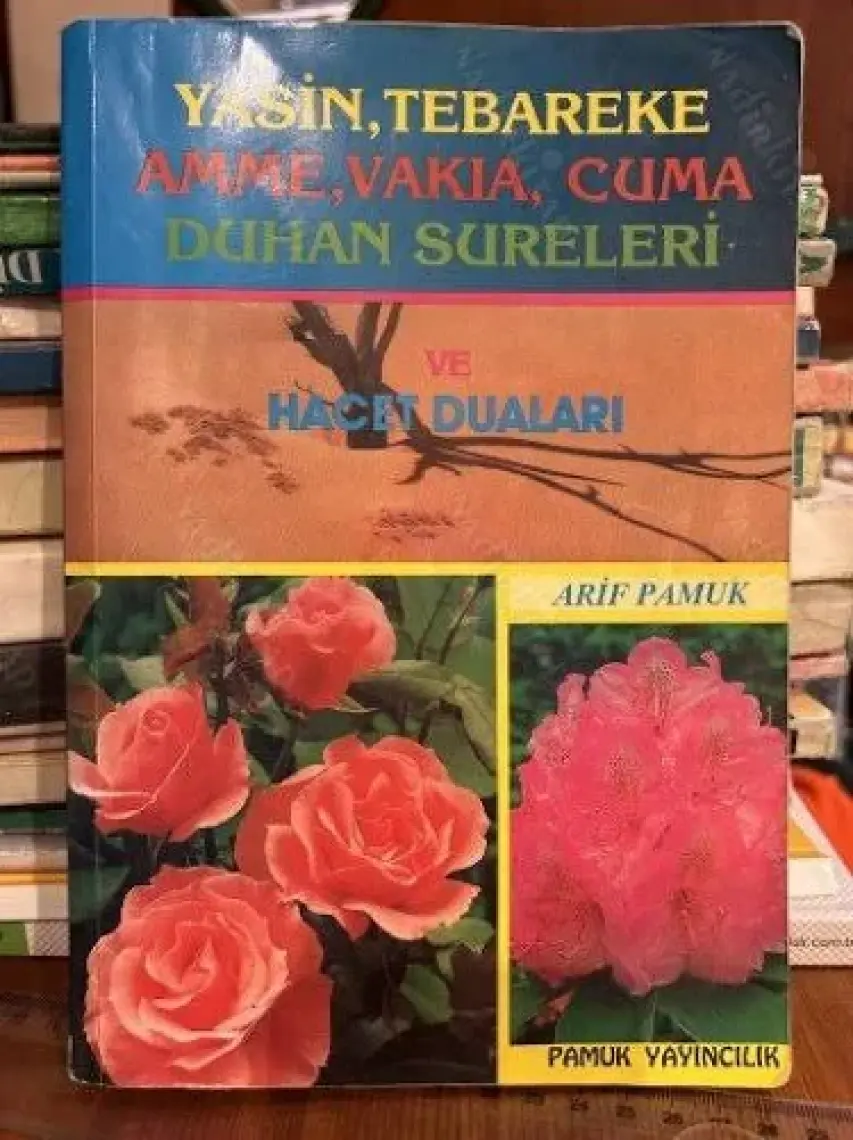 YASİN, TEBAREKE
AMME, VAKIA, CUMA
DUHAN SURELERİ
VE
HACET DUALARI
ARİF PAMUK
PAMUK YAYINCILIK